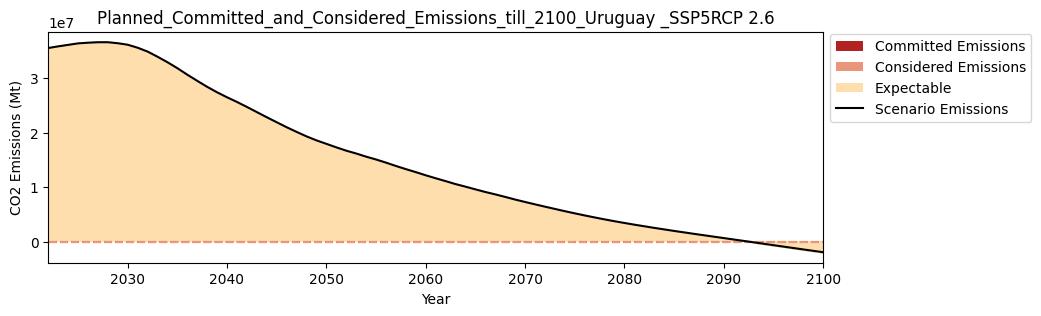 Planned_Committed_and_Considered_Emissions_till_2100_Uruguay _SSP5RCP 2.6
1e7
3
2
1
0
CO2 Emissions (Mt)
2030 2040 2050 2060 2070 2080 2090 2100
Year
Committed Emissions
Considered Emissions
Expectable
Scenario Emissions